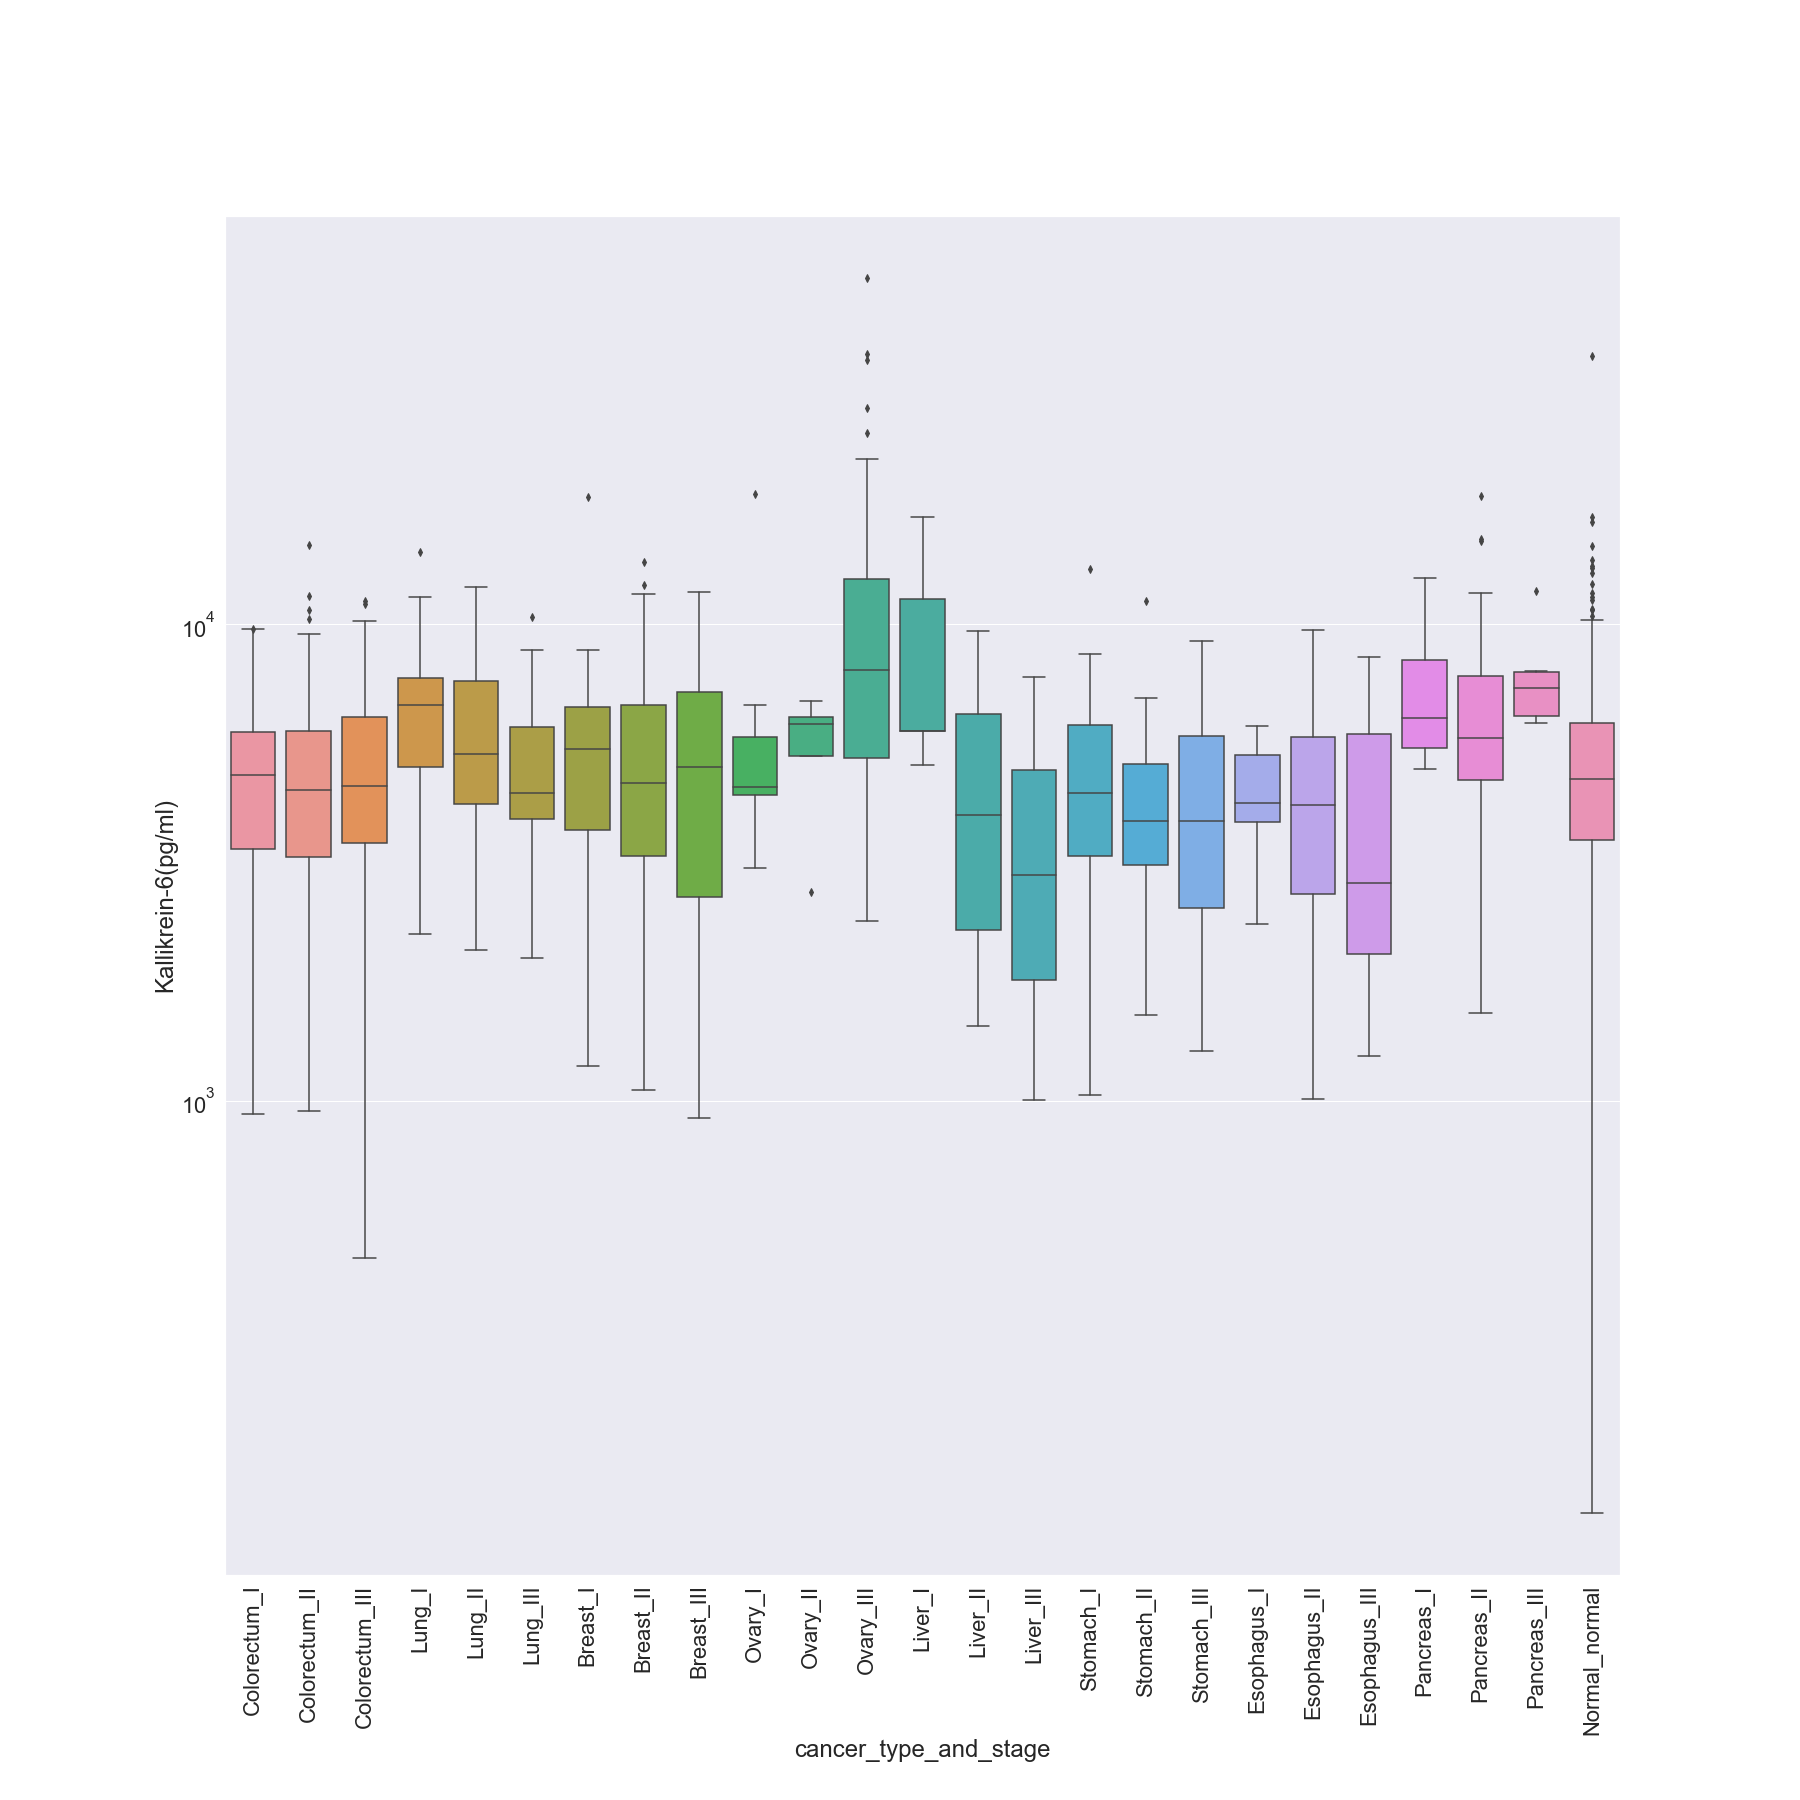 Kallikrein-6(pg/ml)
10^4
10^3
Colorectum_I
Colorectum_II
Colorectum_III
Lung_I
Lung_II
Lung_III
Breast_I
Breast_II
Breast_III
Ovary_I
Ovary_II
Ovary_III
Liver_I
Liver_II
Liver_III
Stomach_I
Stomach_II
Stomach_III
Esophagus_I
Esophagus_II
Esophagus_III
Pancreas_I
Pancreas_II
Pancreas_III
Normal_normal
cancer_type_and_stage